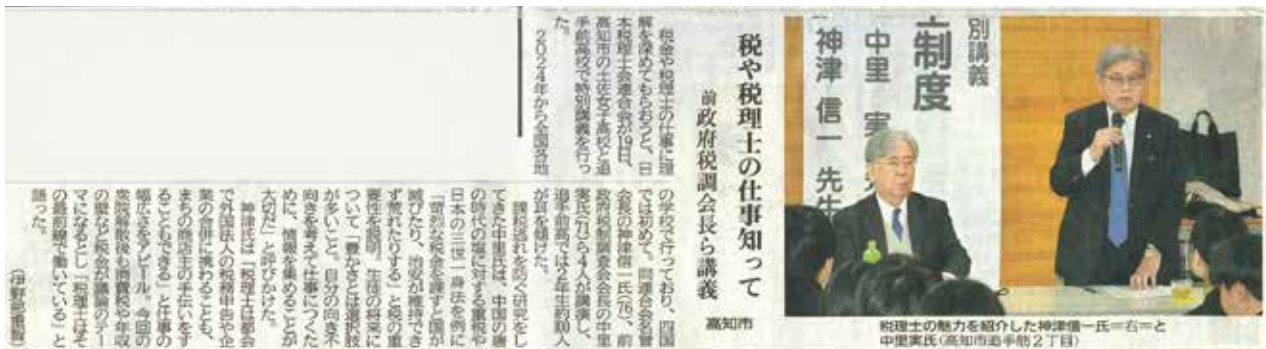 税や税理士の仕事知って
前政府税調会長ら講義
高知市
税金や税理士の仕事に理
解を深めてもらおうと、日
本税理士会連合会が19日、
高知市の土佐女子高校と追
手前高校で特別講義を行っ
た。
2024年から全国各地
の学校で行っており、四国
では初めて。同連合会名誉
会長の神津信一氏(76)、前
政府税制調査会会長の中里
実氏(71)ら4人が講演し、
追手前高では2年生約100人
が耳を傾けた。
課税逃れを防ぐ研究をし
てきた中里氏は、中国の唐
の時代の塩に対する重税や
日本の三世一身法を例に
「習的な税金を課すと国が
滅びたり、治安が維持でき
ず荒れたりする」と税の重
要性を説明。生徒の将来に
ついて「豊かさとは選択肢
が多いこと。自分の向き不
向きを考えて仕事につくた
めに、情報を集めることが
大切だ」と呼びかけた。
神津氏は「税理士は都会
で外国法人の税務申告や企
業の合併に携わることも、
まちの商店主の手伝いをす
ることもできる」と仕事の
幅広さをアピール。今回の
衆院解散後も消費税や年収
の壁など税金が議論のテー
マになるとし「税理士はそ
の最前線で働いている」と
語った。
別講義
制度
中里 実
神津 信一 先生
税理士の魅力を紹介した神津信一氏=右=と
中里実氏(高知市追手筋2丁目)